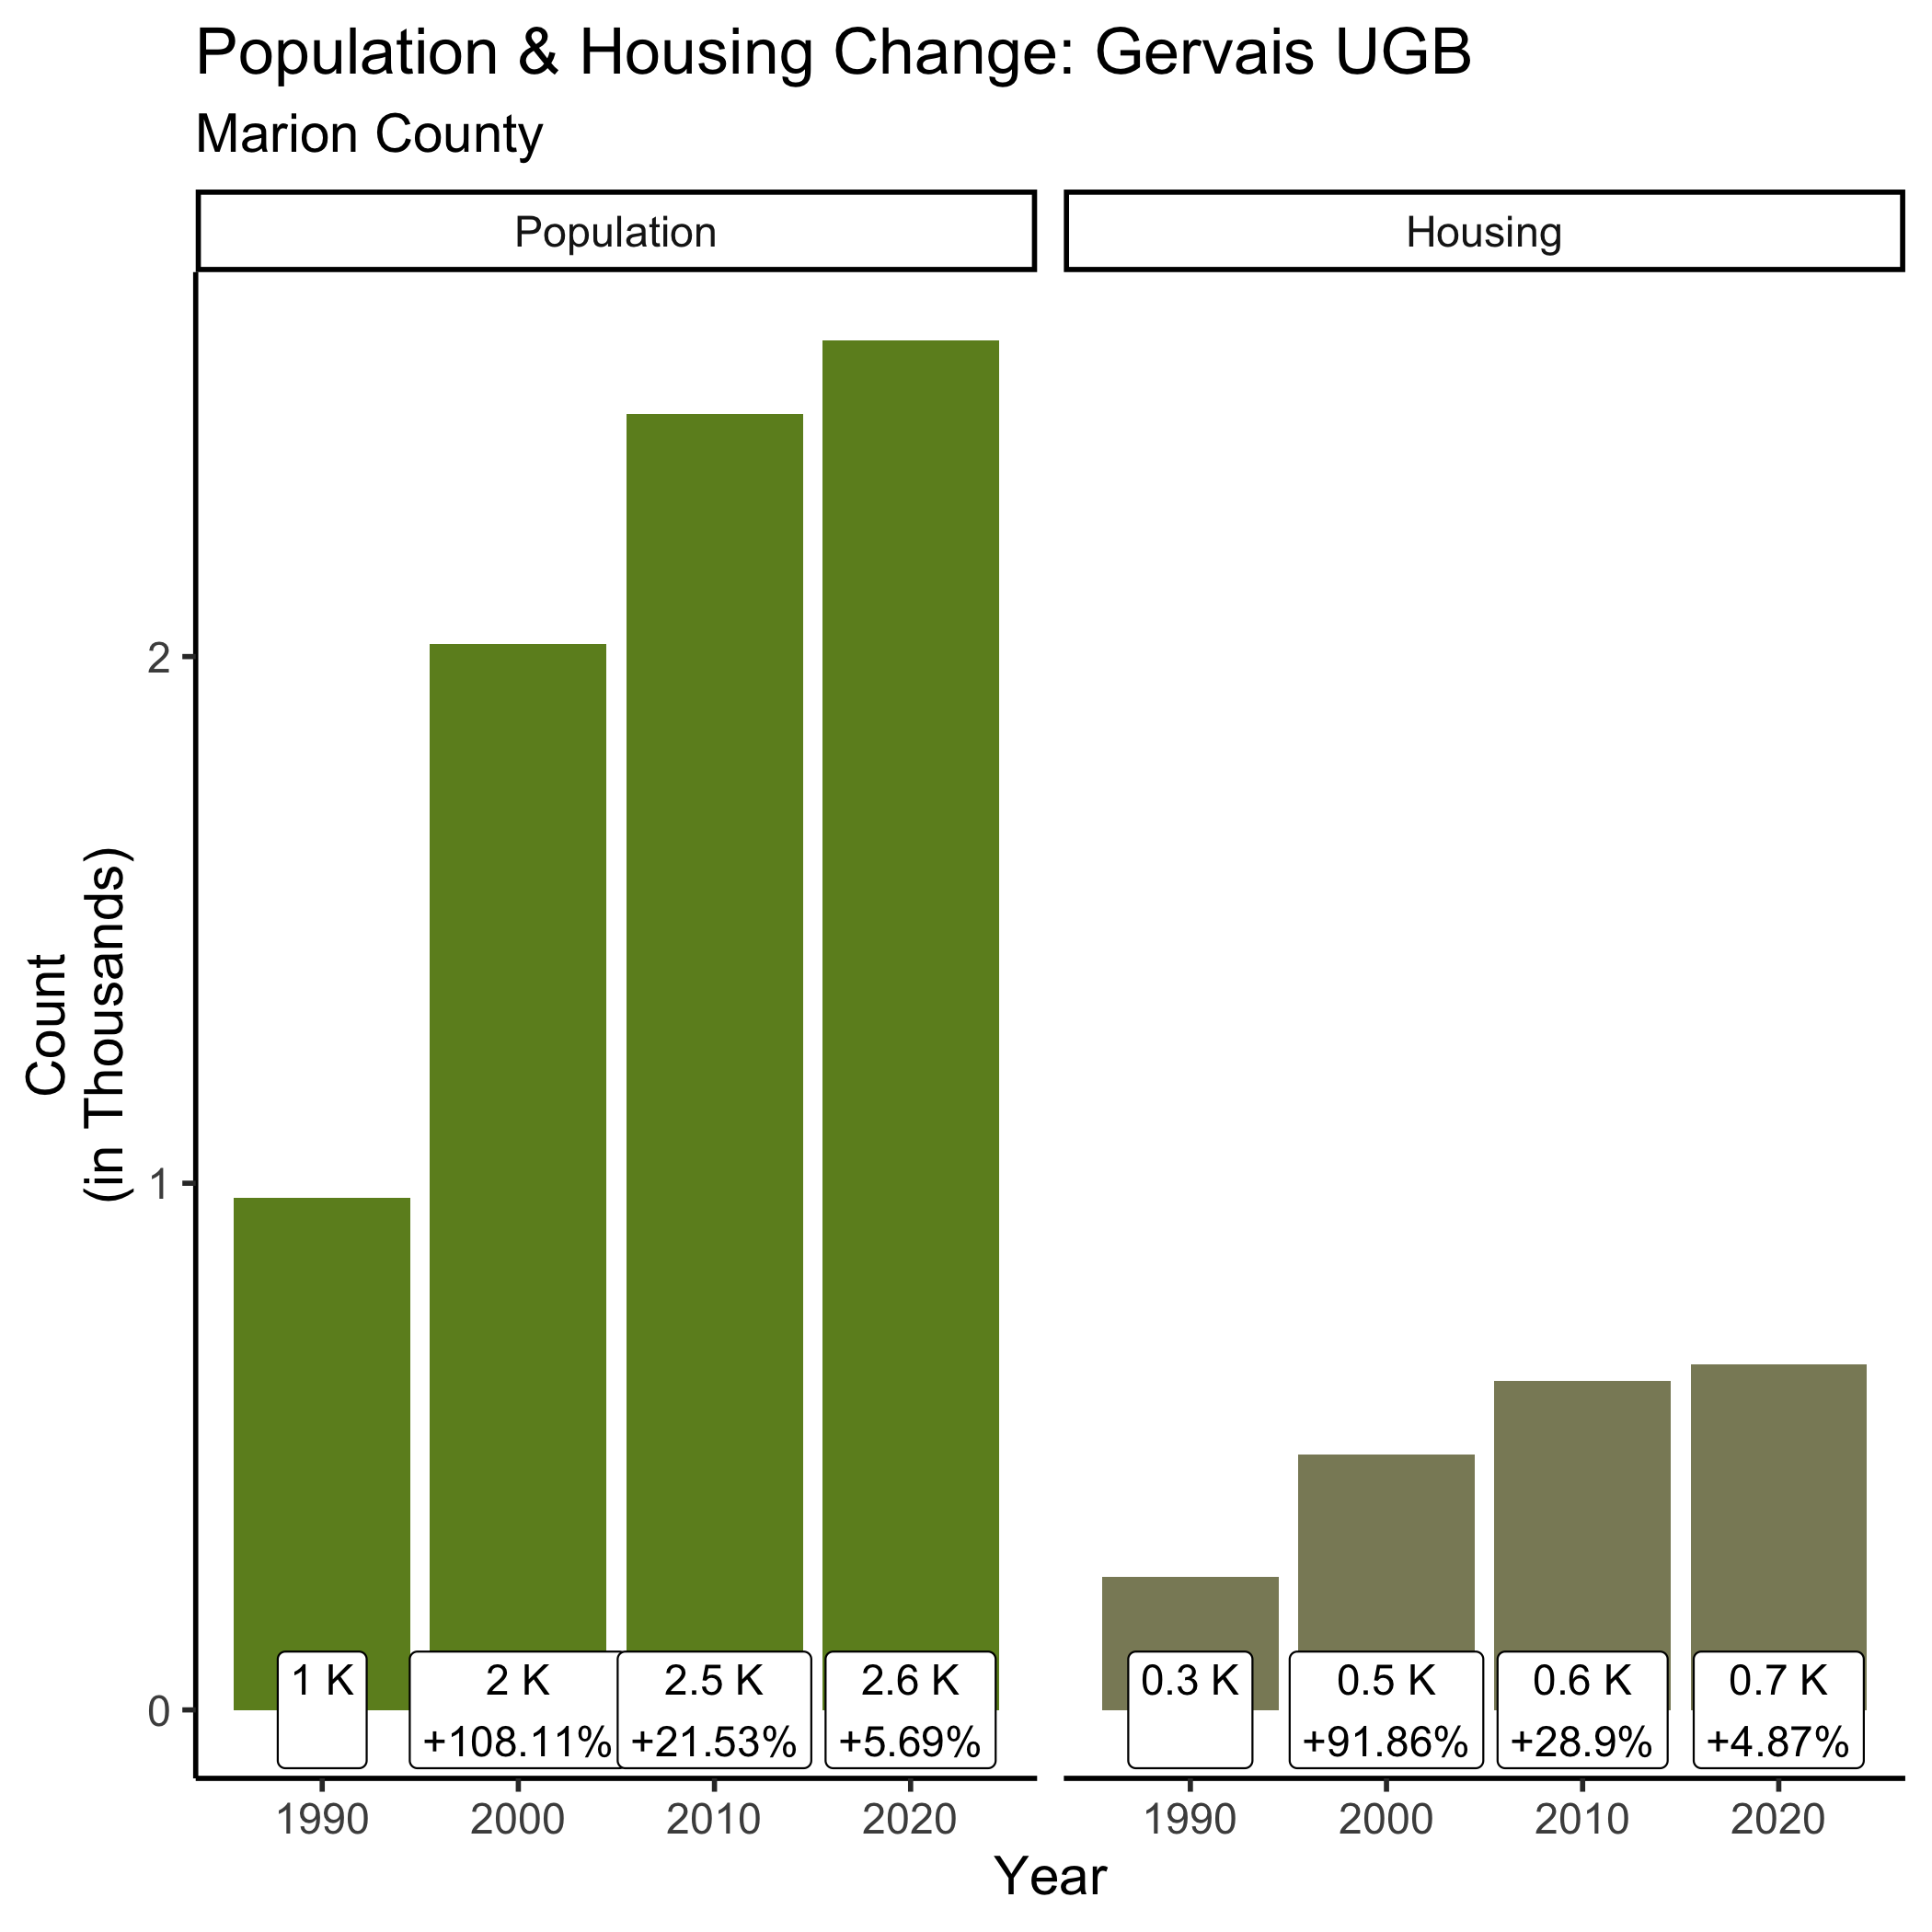 Population & Housing Change: Gervais UGB
Marion County
Population
Housing
Count
(in Thousands)
2
1
0
1 K
2 K
+108.11%
2.5 K
+21.53%
2.6 K
+5.69%
0.3 K
0.5 K
+91.86%
0.6 K
+28.9%
0.7 K
+4.87%
1990
2000
2010
2020
1990
2000
2010
2020
Year